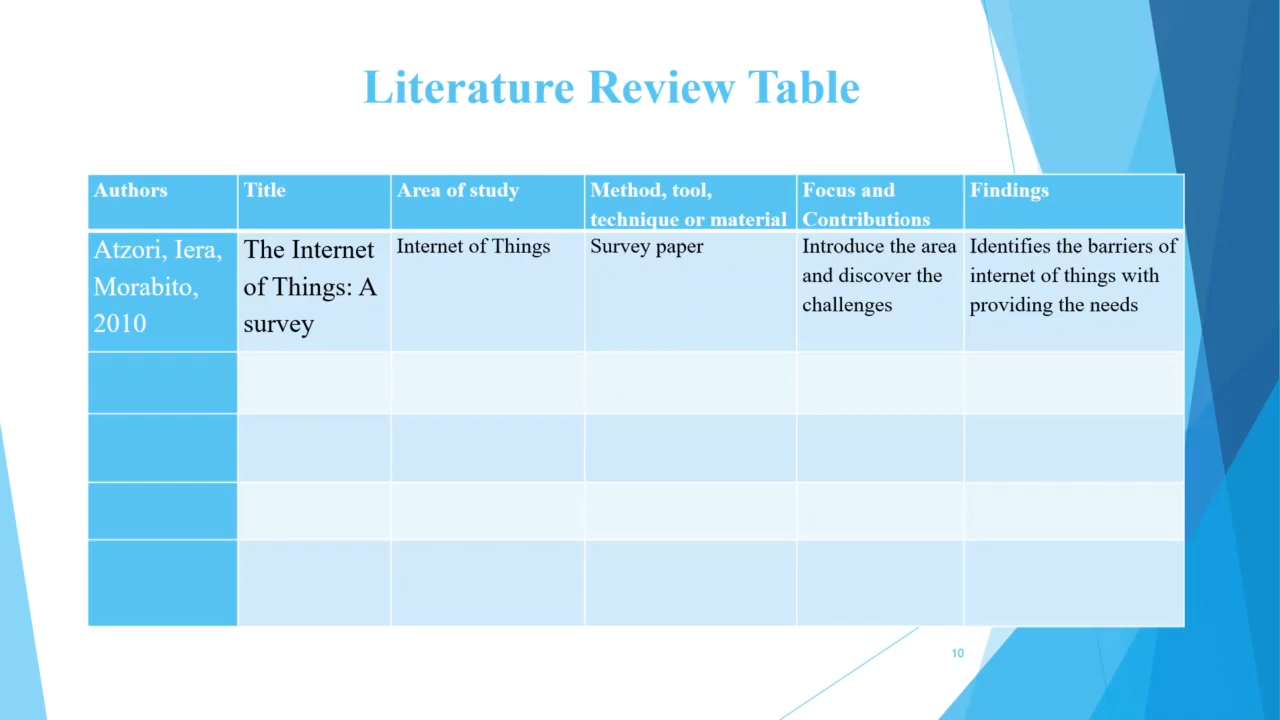 Literature Review Table
Authors
Title
Area of study
Method, tool,
technique or material
Focus and
Contributions
Findings
Atzori, Iera,
Morabito,
2010
The Internet
of Things: A
survey
Internet of Things
Survey paper
Introduce the area
and discover the
challenges
Identifies the barriers of
internet of things with
providing the needs
10